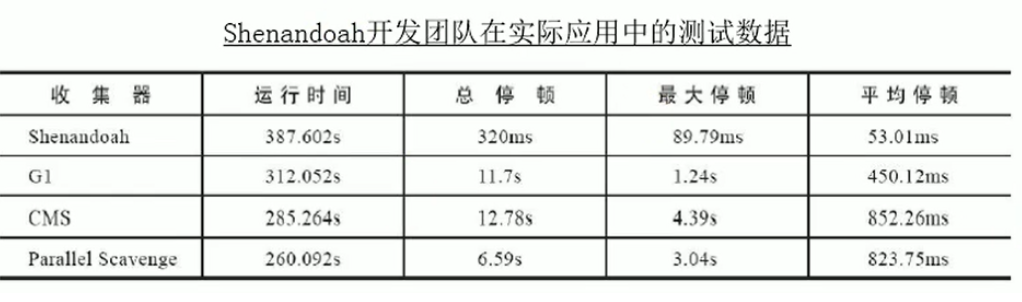 Shenandoah开发团队在实际应用中的测试数据
收集器 运行时间 总停顿 最大停顿 平均停顿
Shenandoah 387.602s 320ms 89.79ms 53.01ms
G1 312.052s 11.7s 1.24s 450.12ms
CMS 285.264s 12.78s 4.39s 852.26ms
Parallel Scavenge 260.092s 6.59s 3.04s 823.75ms